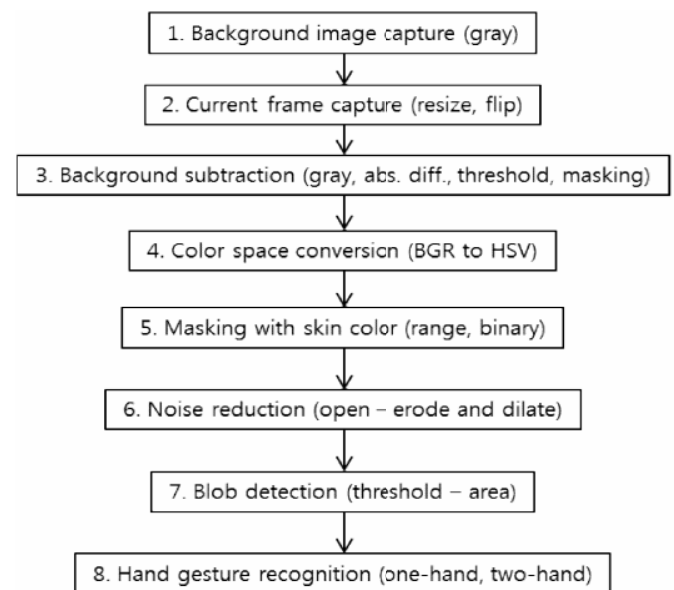 1. Background image capture (gray)
2. Current frame capture (resize, flip)
3. Background subtraction (gray, abs. diff., threshold, masking)
4. Color space conversion (BGR to HSV)
5. Masking with skin color (range, binary)
6. Noise reduction (open – erode and dilate)
7. Blob detection (threshold – area)
8. Hand gesture recognition (one-hand, two-hand)